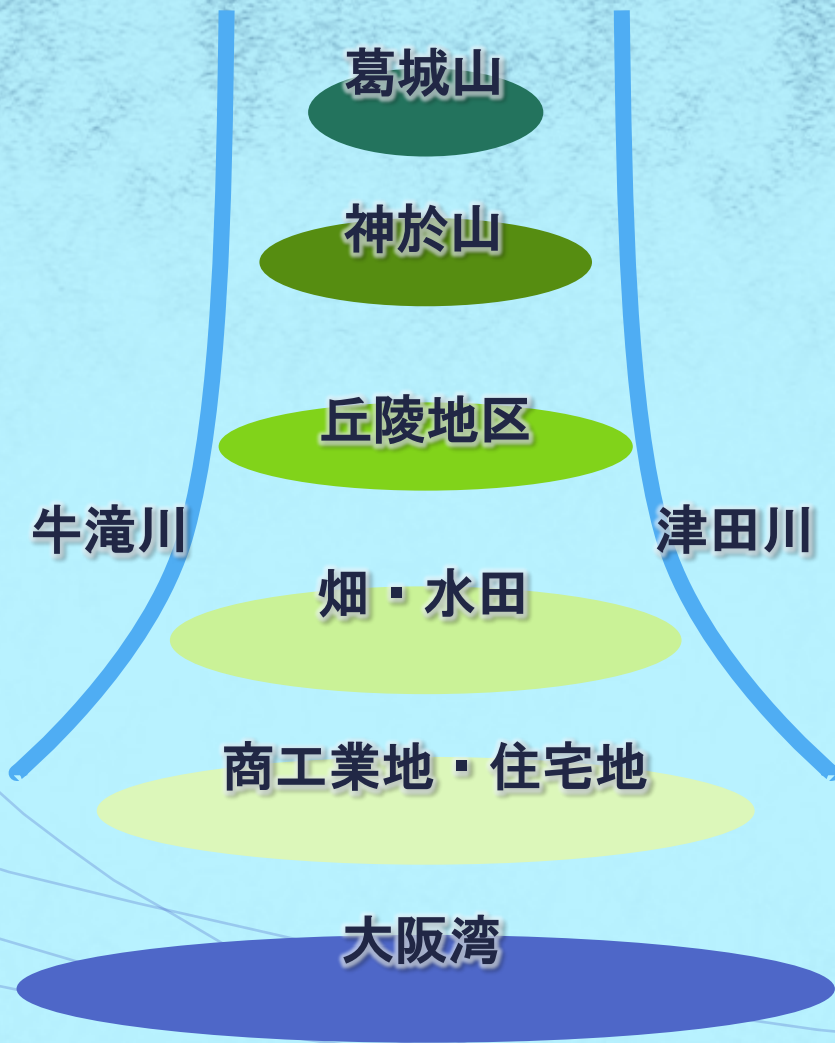 葛城山
神於山
丘陵地区
牛滝川
津田川
畑・水田
商工業地・住宅地
大阪湾